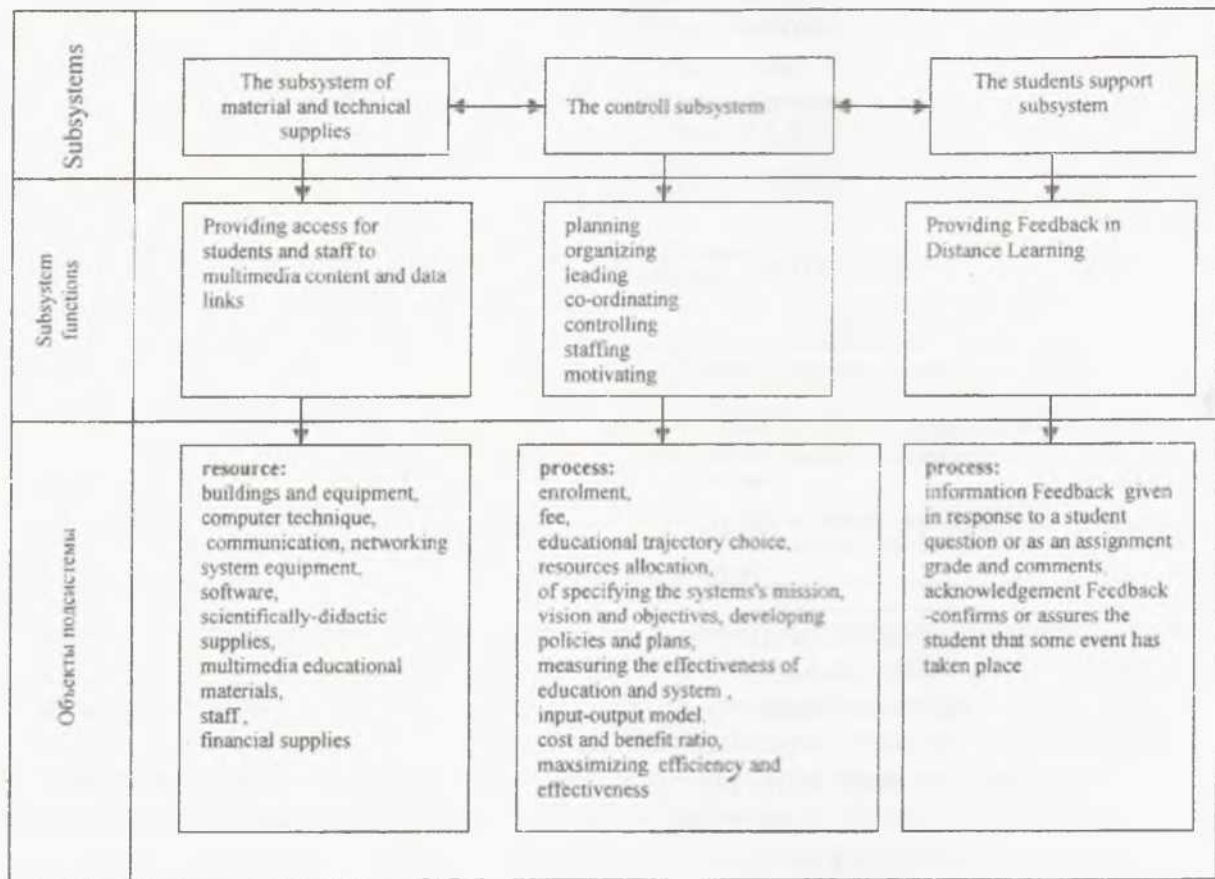 Subsystems
The subsystem of
material and technical
supplies
The controll subsystem
The students support
subsystem
Subsystem
functions
Providing access for
students and staff to
multimedia content and data
links
planning
organizing
leading
co-ordinating
controlling
staffing
motivating
Providing Feedback in
Distance Learning
Объекты подсистемы
resource:
buildings and equipment,
computer technique,
communication, networking
system equipment,
software,
scientifically-didactic
supplies,
multimedia educational
materials,
staff ,
financial supplies
process:
enrolment,
fee,
educational trajectory choice,
resources allocation,
of specifying the systems's mission,
vision and objectives, developing
policies and plans,
measuring the effectiveness of
education and system ,
input-output model.
cost and benefit ratio,
maxsimizing efficiency and
effectiveness
process:
information Feedback given
in response to a student
question or as an assignment
grade and comments.
acknowledgement Feedback
-confirms or assures the
student that some event has
taken place